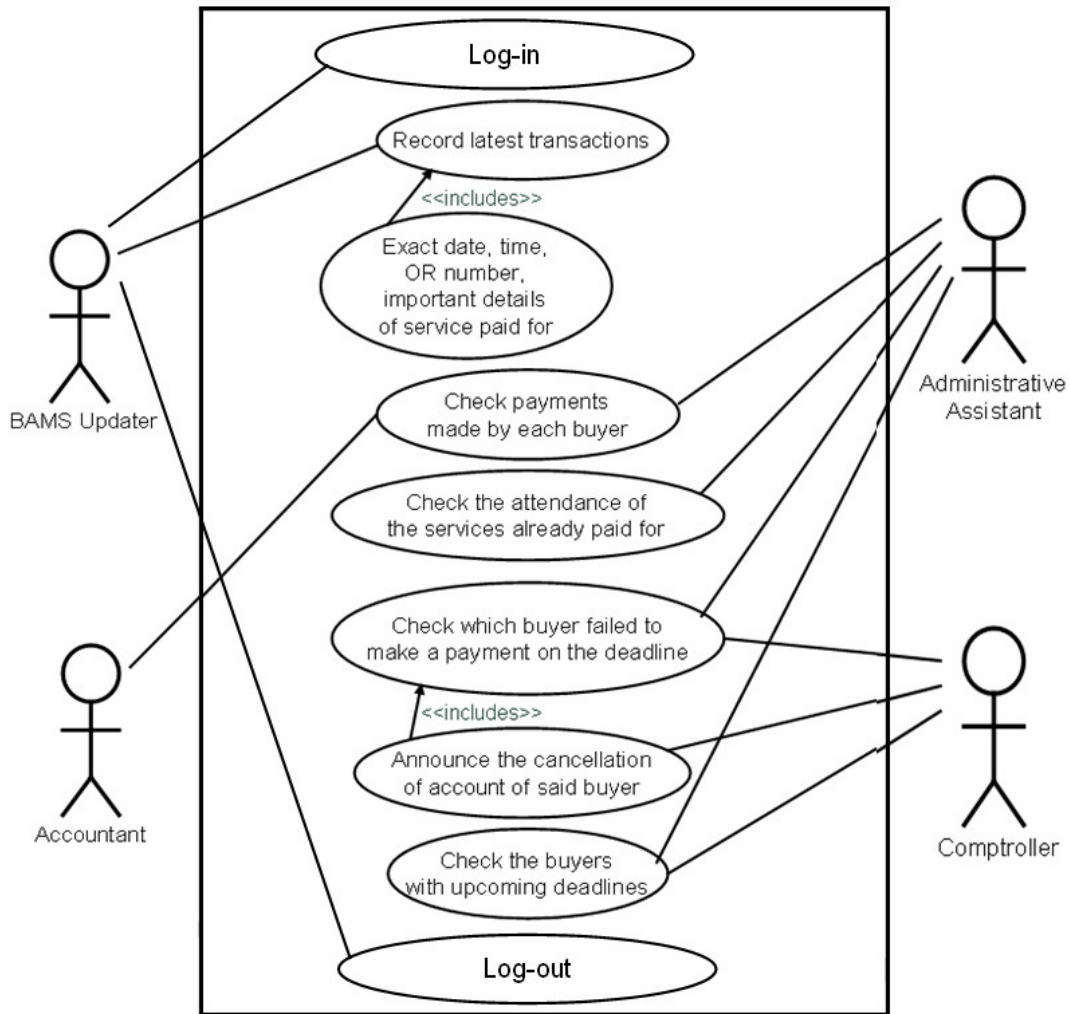 Log-in
Record latest transactions
<<includes>>
Exact date, time,
OR number,
important details
of service paid for
BAMS Updater
Administrative
Assistant
Check payments
made by each buyer
Check the attendance of
the services already paid for
Check which buyer failed to
make a payment on the deadline
<<includes>>
Announce the cancellation
of account of said buyer
Accountant
Comptroller
Check the buyers
with upcoming deadlines
Log-out